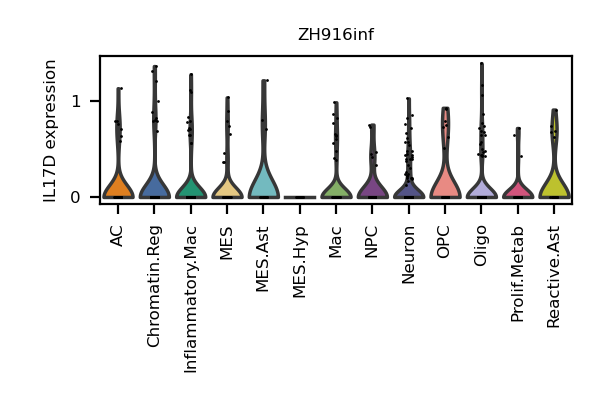 ZH916inf
IL17D expression
1
0
AC
Chromatin.Reg
Inflammatory.Mac
MES
MES.Ast
MES.Hyp
Mac
NPC
Neuron
OPC
Oligo
Prolif.Metab
Reactive.Ast